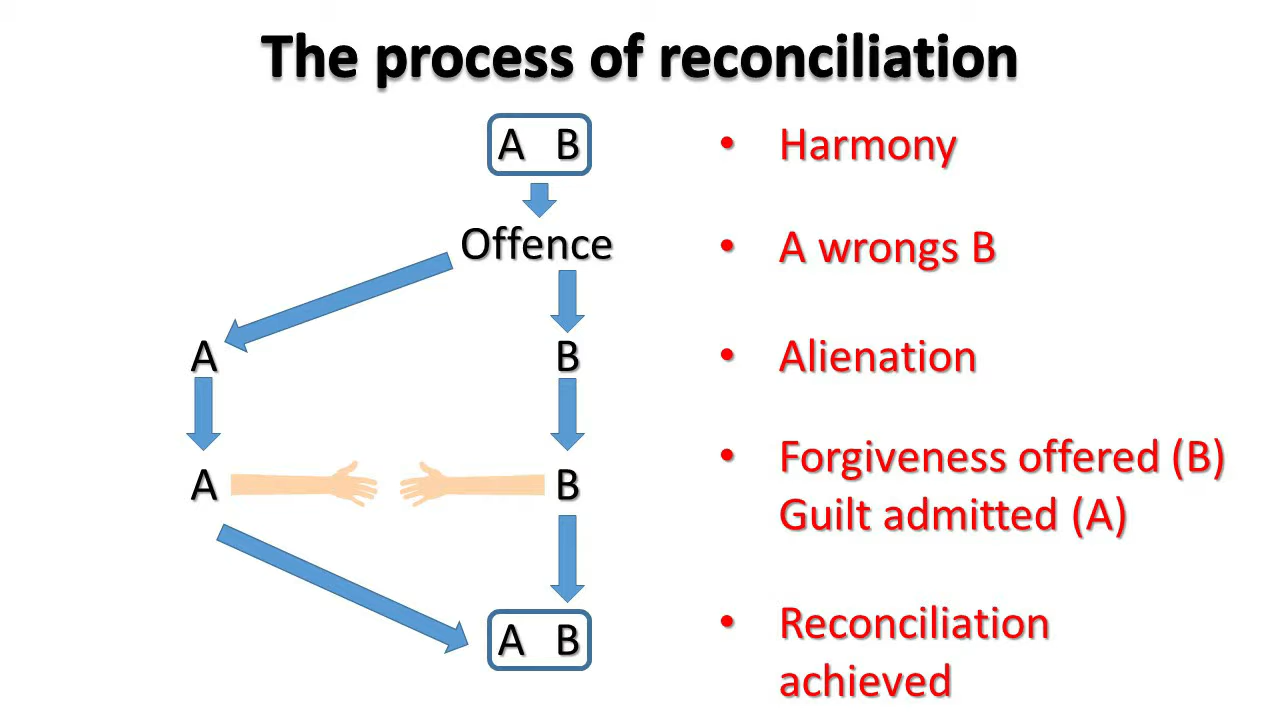 The process of reconciliation
A B
• Harmony
Offence
• A wrongs B
A
B
• Alienation
A
B
• Forgiveness offered (B)
Guilt admitted (A)
A B
• Reconciliation
achieved